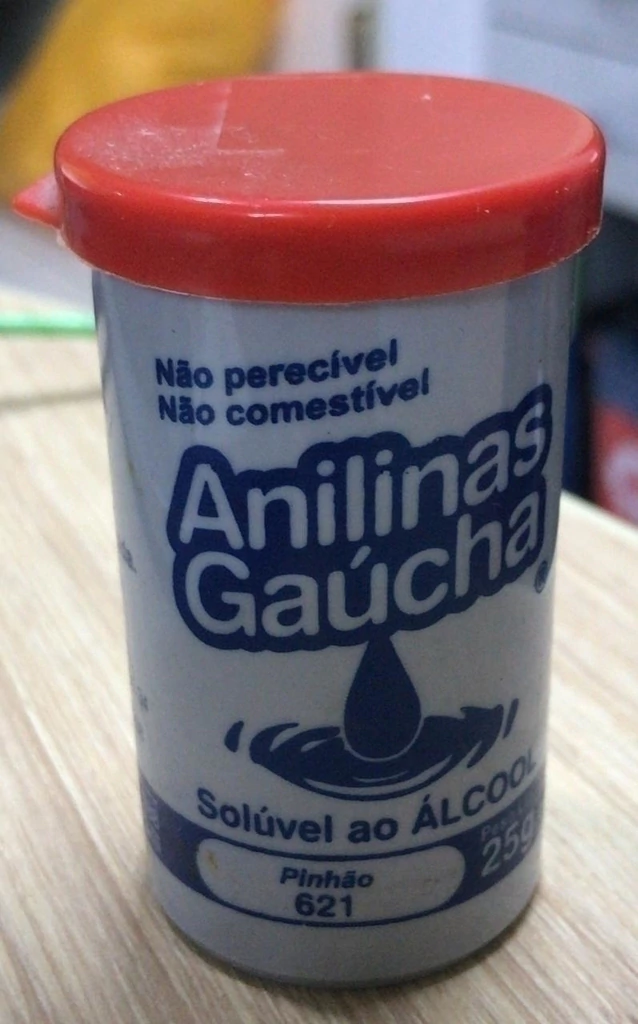 Não perecível
Não comestível
Anilinas
Gaúcha®
Solúvel ao ÁLCOOL
25g
Pinhão
621